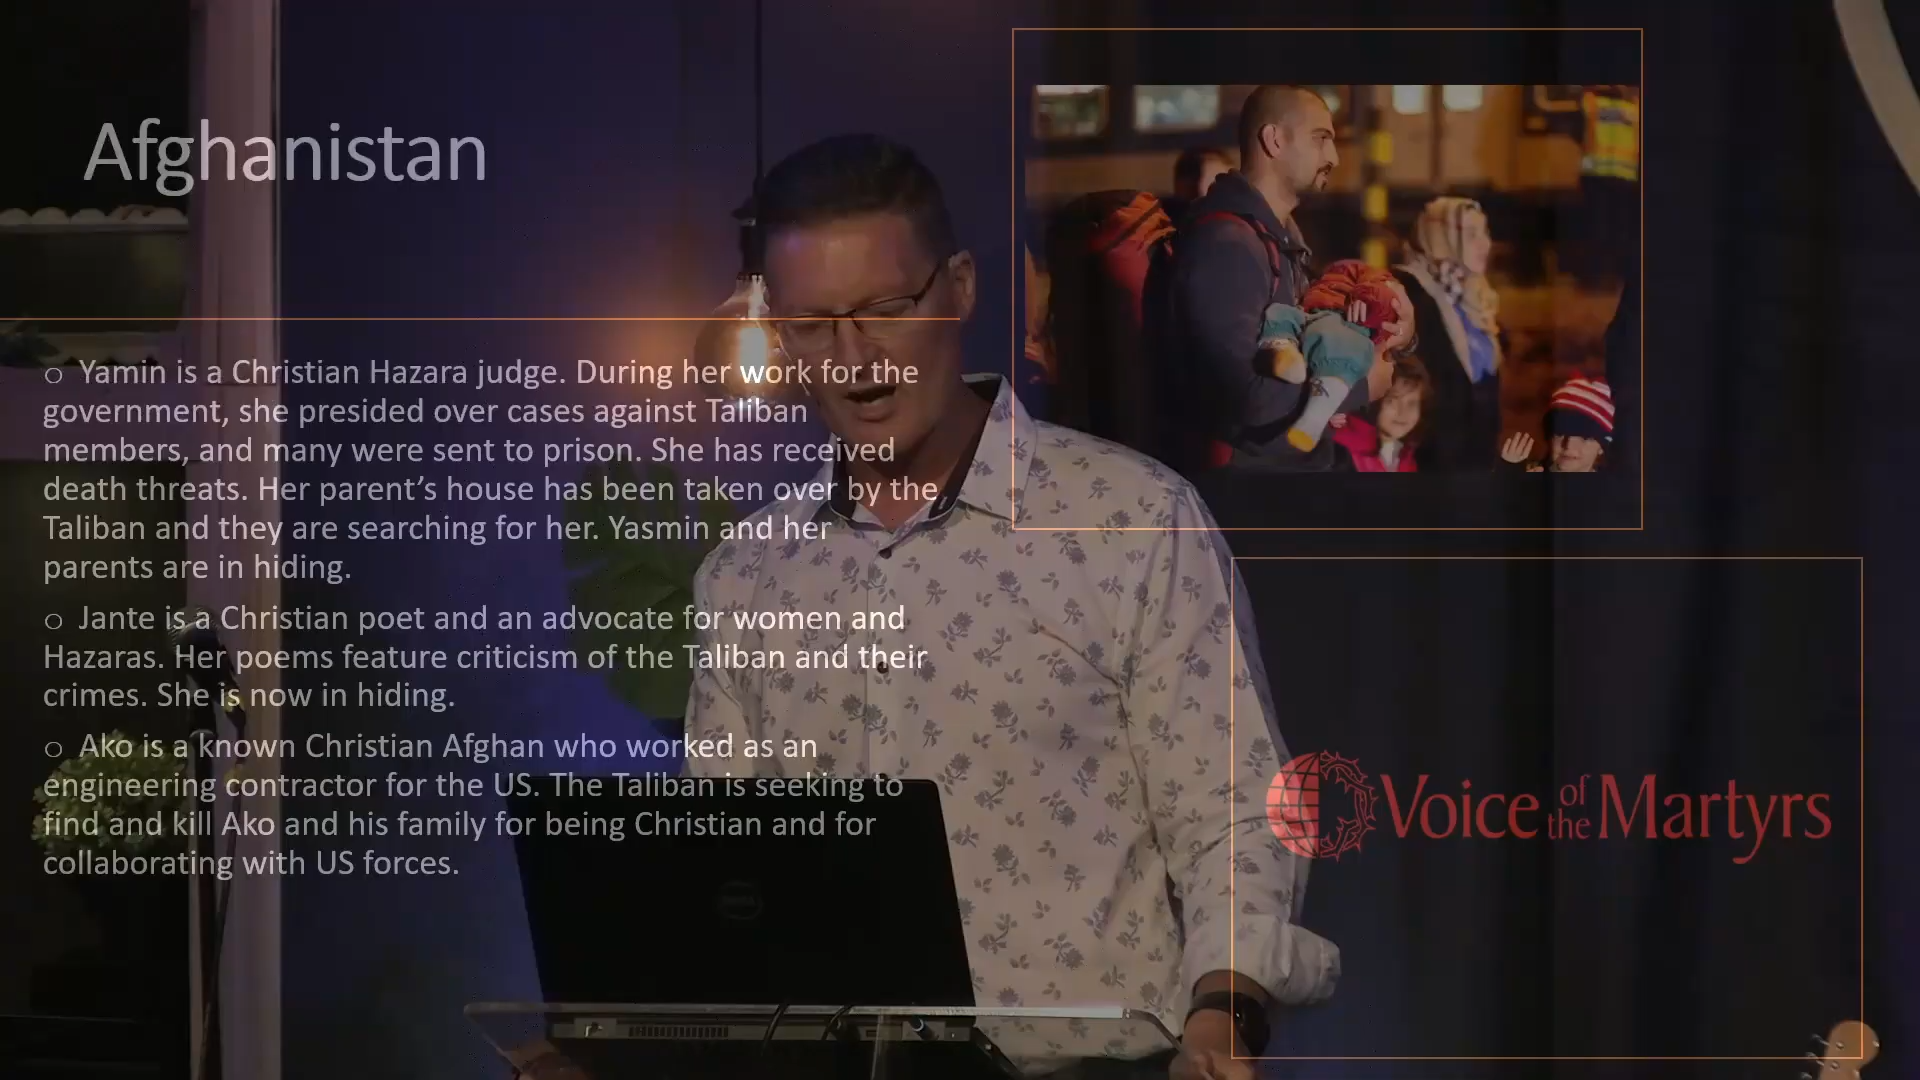 Afghanistan
o Yamin is a Christian Hazara judge. During her work for the
government, she presided over cases against Taliban
members, and many were sent to prison. She has received
death threats. Her parent’s house has been taken over by the
Taliban and they are searching for her. Yasmin and her
parents are in hiding.
o Jante is a Christian poet and an advocate for women and
Hazaras. Her poems feature criticism of the Taliban and their
crimes. She is now in hiding.
o Ako is a known Christian Afghan who worked as an
engineering contractor for the US. The Taliban is seeking to
find and kill Ako and his family for being Christian and for
collaborating with US forces.
Voice of the Martyrs
DELL